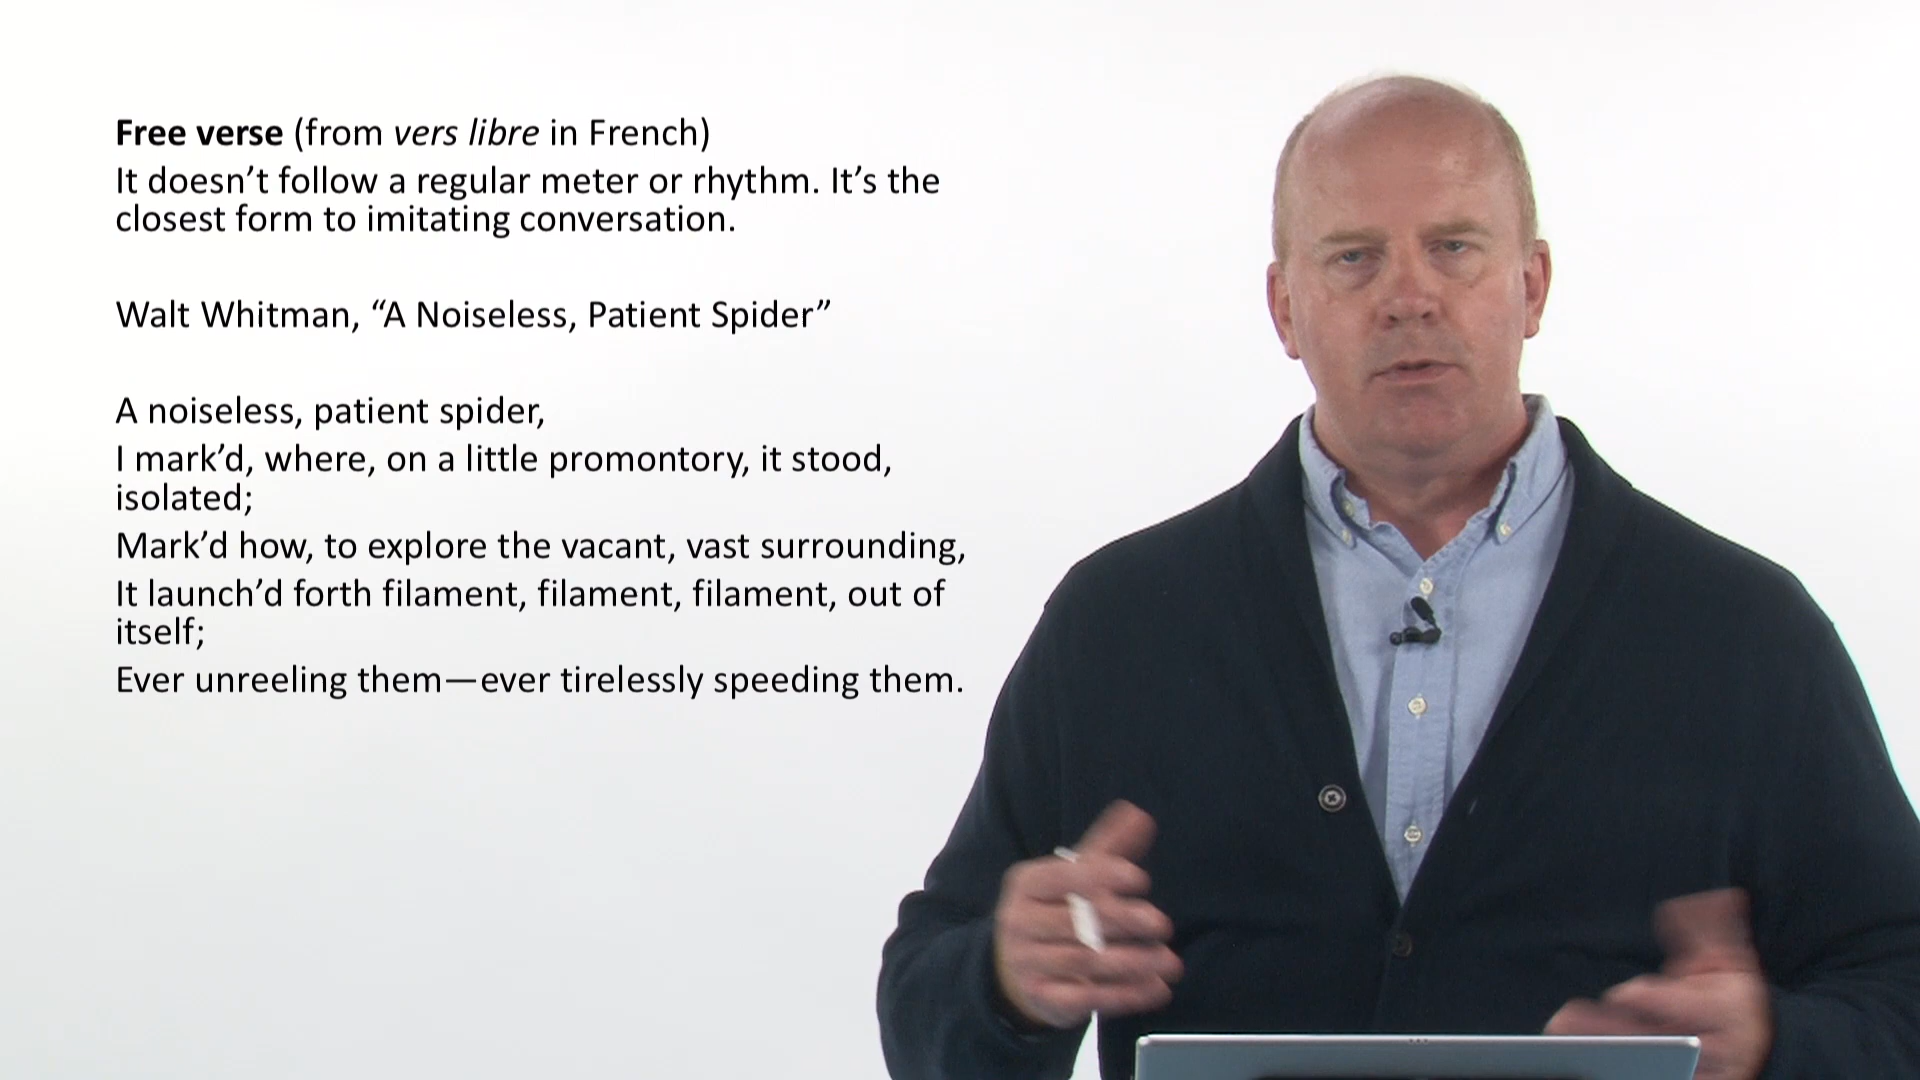 Free verse (from vers libre in French)
It doesn’t follow a regular meter or rhythm. It’s the
closest form to imitating conversation.
Walt Whitman, “A Noiseless, Patient Spider”
A noiseless, patient spider,
I mark’d, where, on a little promontory, it stood,
isolated;
Mark’d how, to explore the vacant, vast surrounding,
It launch’d forth filament, filament, filament, out of
itself;
Ever unreeling them—ever tirelessly speeding them.